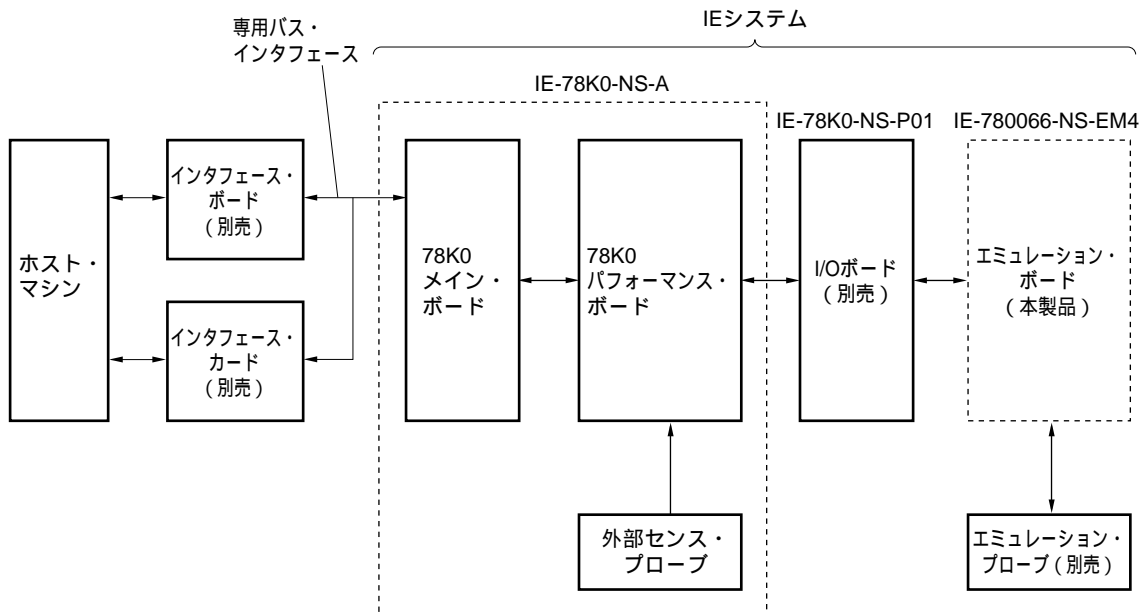 専用バス・
インタフェース
IEシステム
IE-78K0-NS-A
IE-78K0-NS-P01
IE-780066-NS-EM4
ホスト・
マシン
インタフェース・
ボード
（別売）
インタフェース・
カード
（別売）
78K0
メイン・
ボード
78K0
パフォーマンス・
ボード
I/Oボード
（別売）
エミュレーション・
ボード
（本製品）
外部センス・
プローブ
エミュレーション・
プローブ（別売）